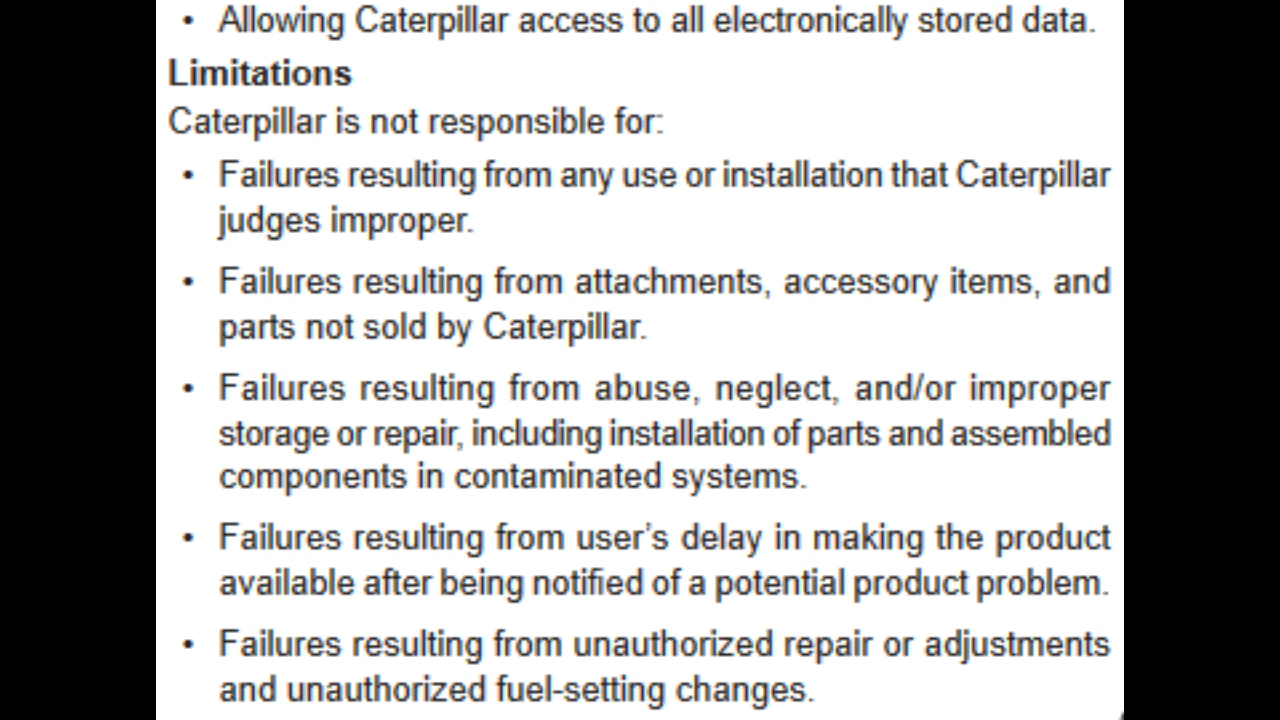 • Allowing Caterpillar access to all electronically stored data.
Limitations
Caterpillar is not responsible for:
• Failures resulting from any use or installation that Caterpillar
judges improper.
• Failures resulting from attachments, accessory items, and
parts not sold by Caterpillar.
• Failures resulting from abuse, neglect, and/or improper
storage or repair, including installation of parts and assembled
components in contaminated systems.
• Failures resulting from user’s delay in making the product
available after being notified of a potential product problem.
• Failures resulting from unauthorized repair or adjustments
and unauthorized fuel-setting changes.